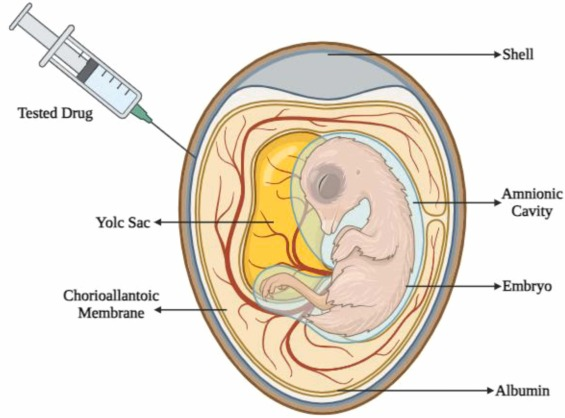 Shell
Tested Drug
Amnionic
Cavity
Yolc Sac
Embryo
Chorioallantoic
Membrane
Albumin